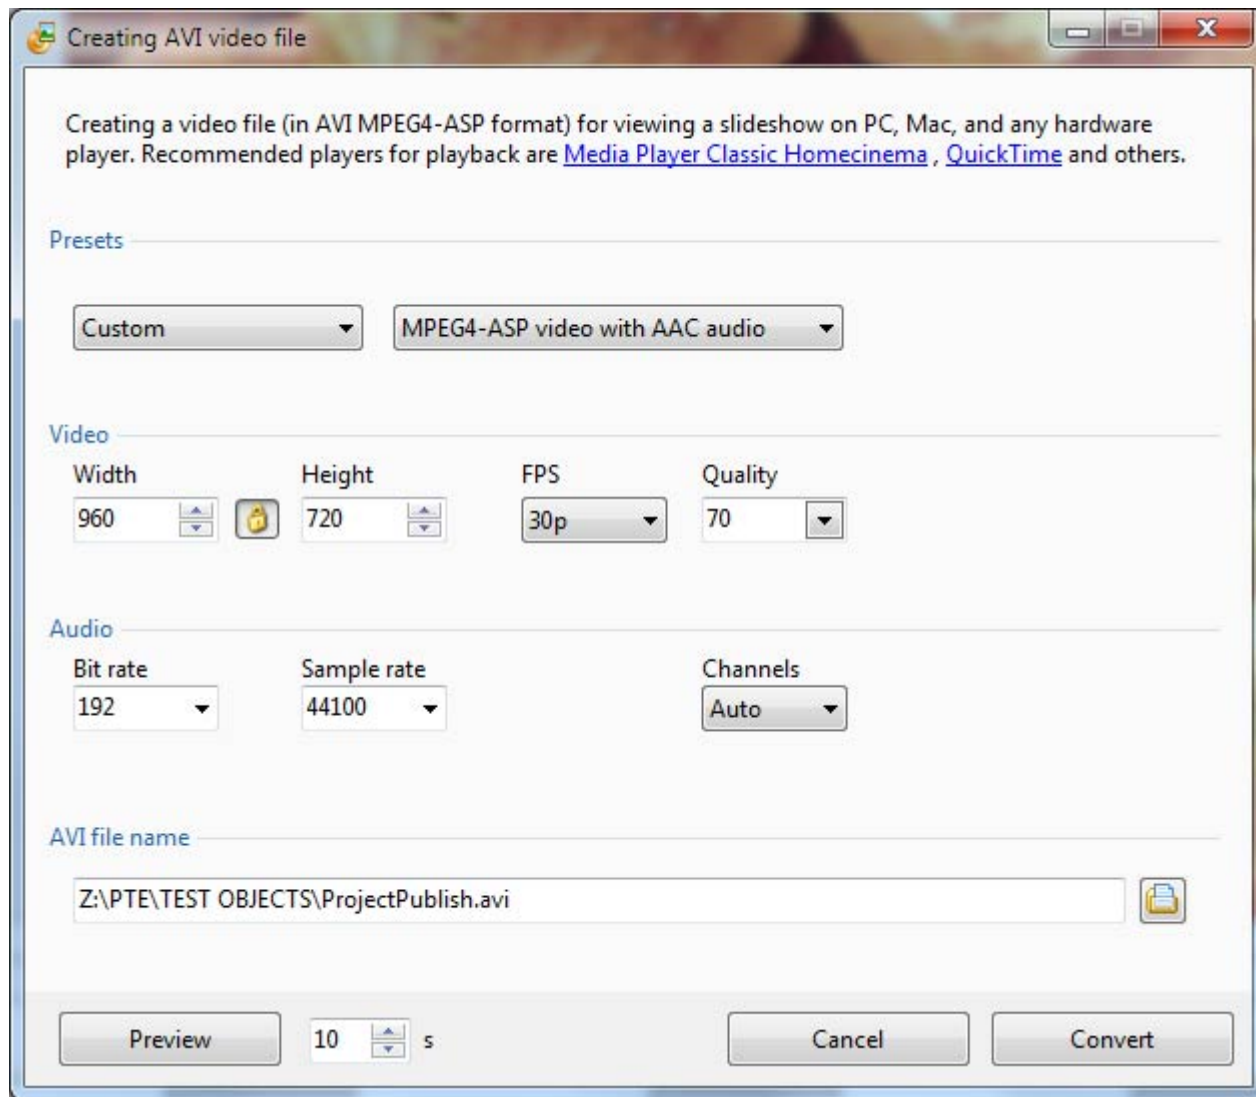 Creating AVI video file
Creating a video file (in AVI MPEG4-ASP format) for viewing a slideshow on PC, Mac, and any hardware
player. Recommended players for playback are Media Player Classic Homecinema , QuickTime and others.
Presets
Custom MPEG4-ASP video with AAC audio
Video
Width Height FPS Quality
960 720 30p 70
Audio
Bit rate Sample rate Channels
192 44100 Auto
AVI file name
Z:\PTE\TEST OBJECTS\ProjectPublish.avi
Preview 10 s Cancel Convert